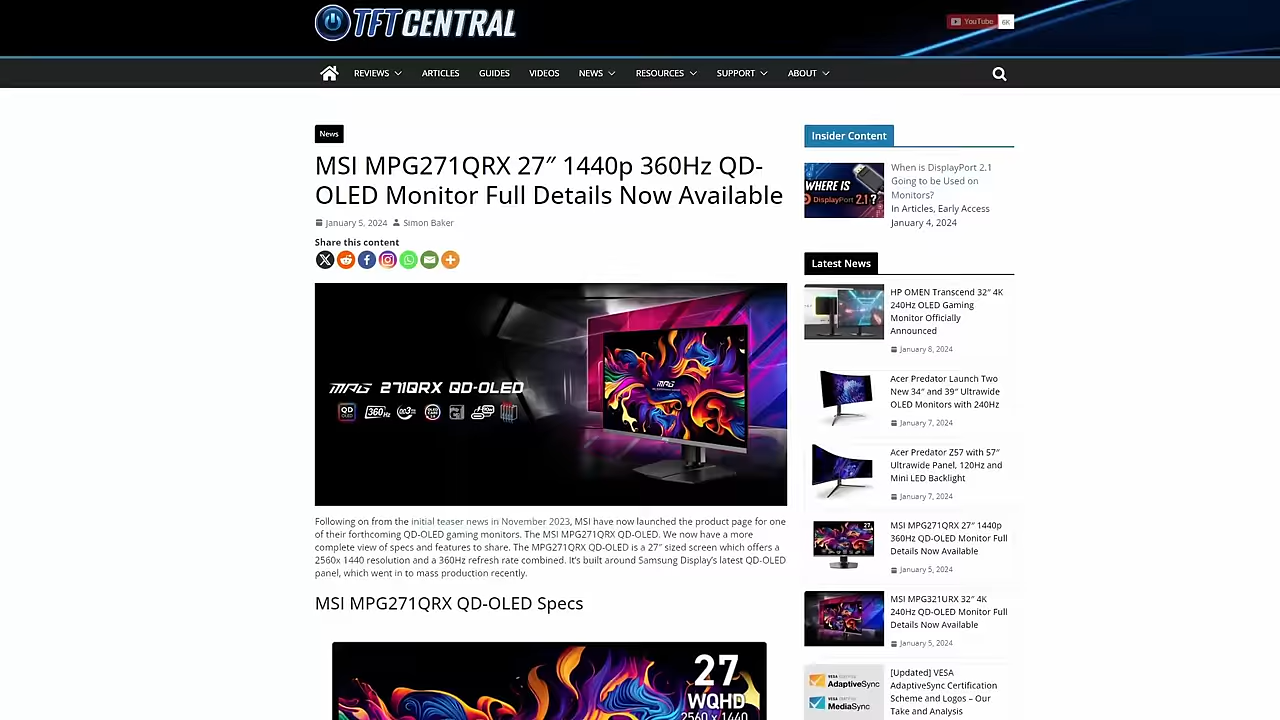 TFTCENTRAL
YouTube 6K
REVIEWS
ARTICLES
GUIDES
VIDEOS
NEWS
RESOURCES
SUPPORT
ABOUT
News
MSI MPG271QRX 27″ 1440p 360Hz QD-
OLED Monitor Full Details Now Available
January 5, 2024 Simon Baker
Share this content
MPG 271QRX QD-OLED
QD
OLED
360Hz
MPG
Following on from the initial teaser news in November 2023, MSI have now launched the product page for one
of their forthcoming QD-OLED gaming monitors. The MSI MPG271QRX QD-OLED. We now have a more
complete view of specs and features to share. The MPG271QRX QD-OLED is a 27″ sized screen which offers a
2560x 1440 resolution and a 360Hz refresh rate combined. It's built around Samsung Display's latest QD-OLED
panel, which went in to mass production recently.
MSI MPG271QRX QD-OLED Specs
27
WQHD
2560 x 1440
Insider Content
WHERE IS
DisplayPort 2.1?
When is DisplayPort 2.1
Going to be Used on
Monitors?
In Articles, Early Access
January 4, 2024
Latest News
HP OMEN Transcend 32″ 4K
240Hz OLED Gaming
Monitor Officially
Announced
January 8, 2024
Acer Predator Launch Two
New 34″ and 39″ Ultrawide
OLED Monitors with 240Hz
January 7, 2024
Acer Predator Z57 with 57″
Ultrawide Panel, 120Hz and
Mini LED Backlight
January 7, 2024
27
MSI MPG271QRX 27″ 1440p
360Hz QD-OLED Monitor Full
Details Now Available
January 5, 2024
MSI MPG321URX 32″ 4K
240Hz QD-OLED Monitor Full
Details Now Available
January 5, 2024
AdaptiveSync
MediaSync
[Updated] VESA
AdaptiveSync Certification
Scheme and Logos – Our
Take and Analysis